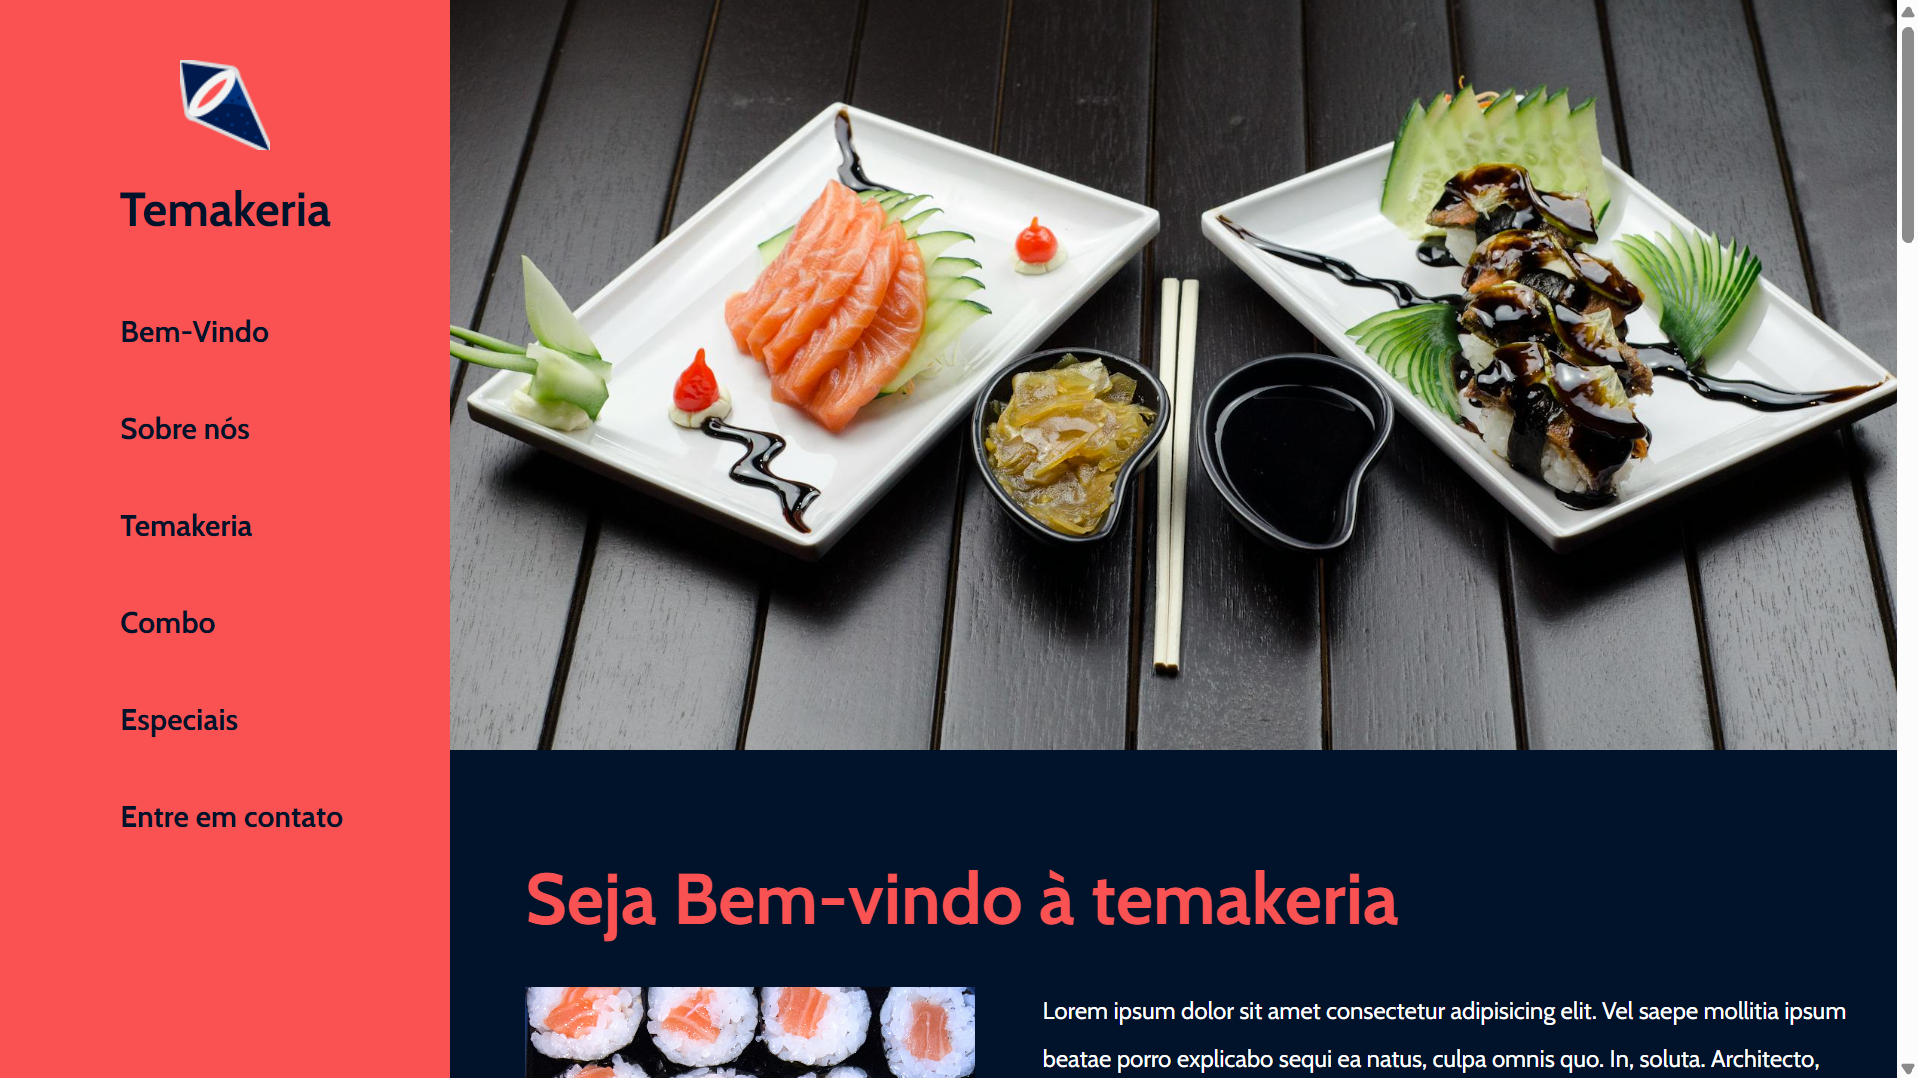 Temakeria
Bem-Vindo
Sobre nós
Temakeria
Combo
Especiais
Entre em contato
Seja Bem-vindo à temakeria
Lorem ipsum dolor sit amet consectetur adipisicing elit. Vel saepe mollitia ipsum
beatae porro explicabo sequi ea natus, culpa omnis quo. In, soluta. Architecto,